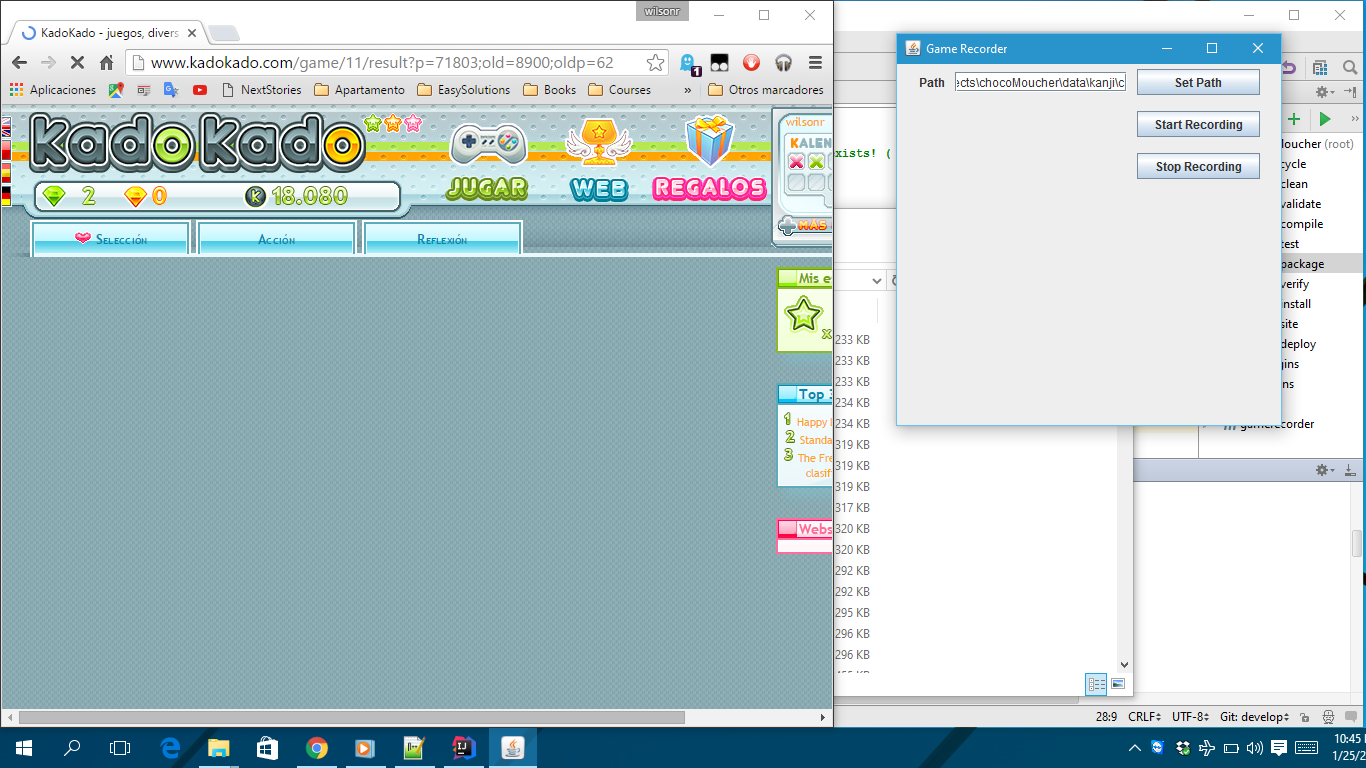 wilsonr
KadoKado - juegos, divers
www.kadokado.com/game/11/result?p=71803;old=8900;oldp=62
1
Aplicaciones
NextStories
Apartamento
EasySolutions
Books
Courses
»
Otros marcadores
KadoKado
JUGAR
WEB
REGALOS
wilsonr
KALEN
MÁS
2
0
K
18.080
Selección
Acción
Reflexión
Mis e
x
Top 3
1 Happy
2 Standa
3 The Fre
clasif
Webs
Game Recorder
Path
ects\chocoMoucher\data\kanji\c
Set Path
Start Recording
Stop Recording
xists! (
233 KB
233 KB
233 KB
234 KB
234 KB
319 KB
319 KB
319 KB
317 KB
320 KB
320 KB
292 KB
292 KB
295 KB
296 KB
296 KB
Moucher (root)
cycle
clean
validate
compile
test
package
verify
install
site
deploy
gins
ns
gamerecorder
28:9
CRLF
UTF-8
Git: develop
10:45
1/25/2